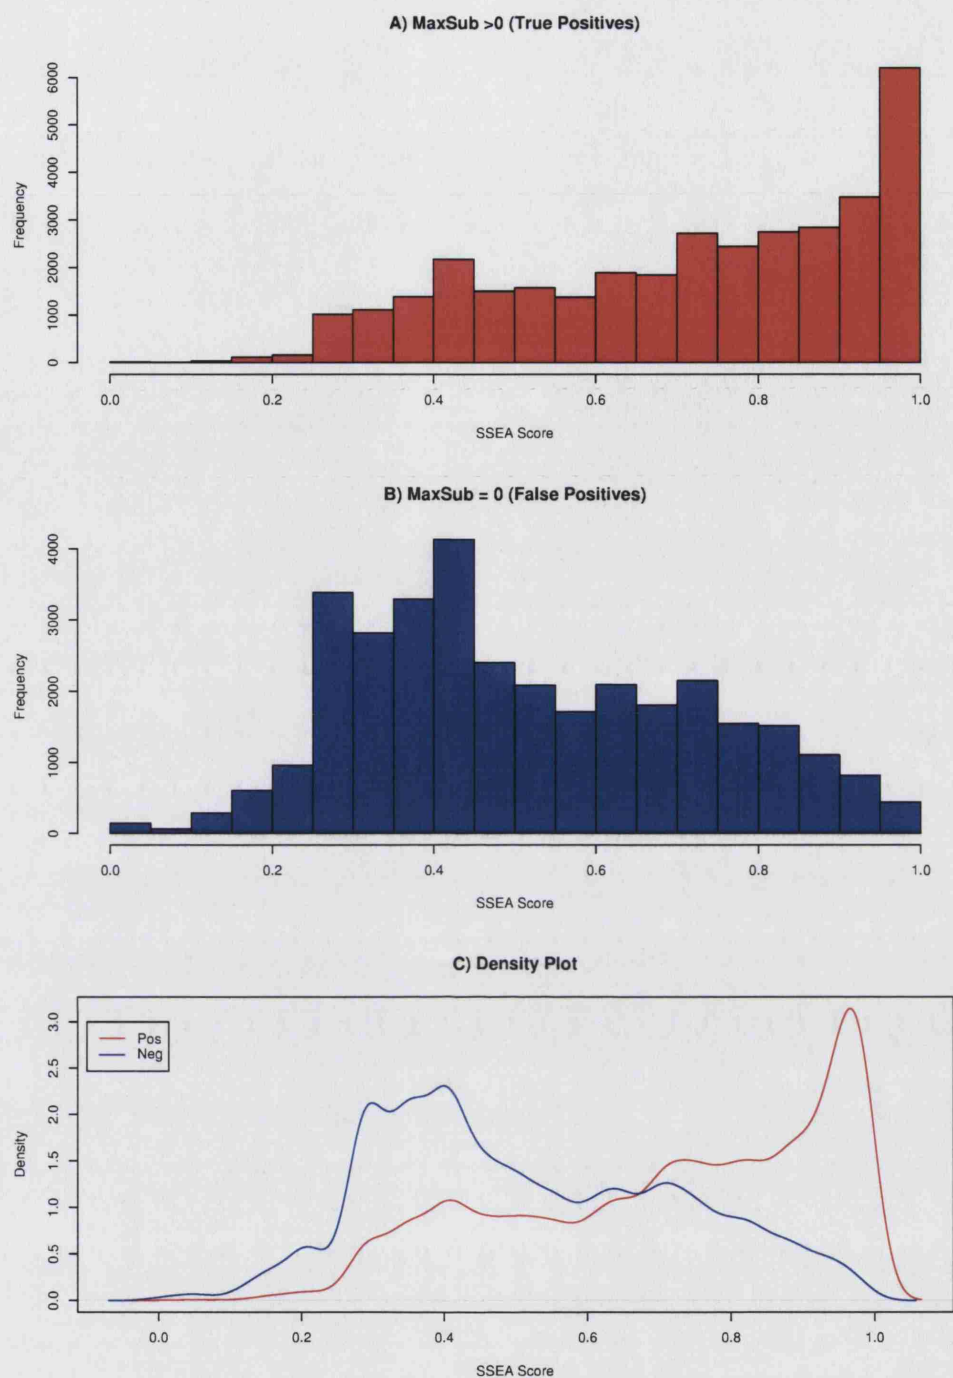 A) MaxSub >0 (True Positives)
6000
5000
4000
3000
2000
1000
0
Frequency
0.0 0.2 0.4 0.6 0.8 1.0
SSEA Score
B) MaxSub = 0 (False Positives)
4000
3000
2000
1000
0
Frequency
0.0 0.2 0.4 0.6 0.8 1.0
SSEA Score
C) Density Plot
3.0
2.5
2.0
1.5
1.0
0.5
0.0
Density
Pos
Neg
0.0 0.2 0.4 0.6 0.8 1.0
SSEA Score